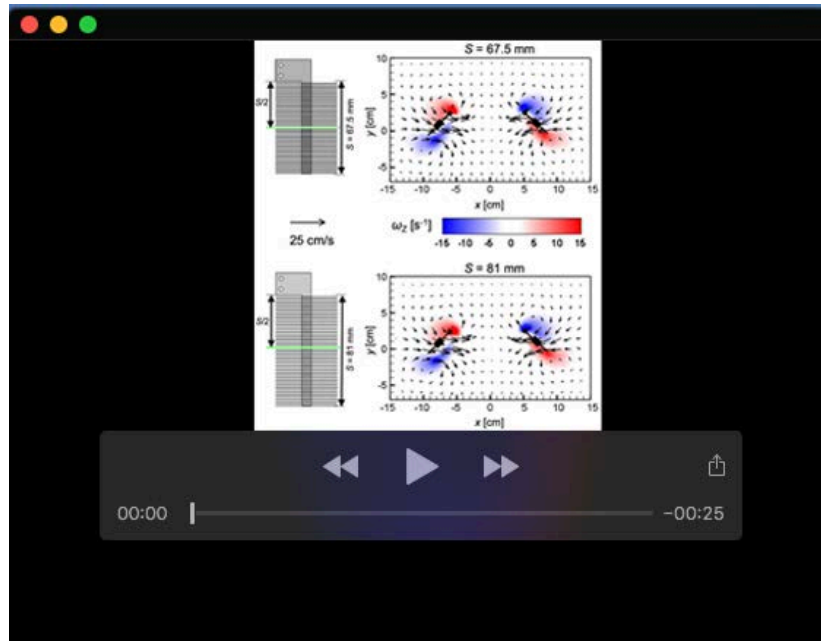 S = 67.5 mm
S/2
S = 67.5 mm
y [cm]
10
5
0
-5
-15 -10 -5 0 5 10 15
x [cm]
25 cm/s
ωZ [s⁻¹]
-15 -10 -5 0 5 10 15
S = 81 mm
S/2
S = 81 mm
y [cm]
10
5
0
-5
-15 -10 -5 0 5 10 15
x [cm]
00:00
-00:25